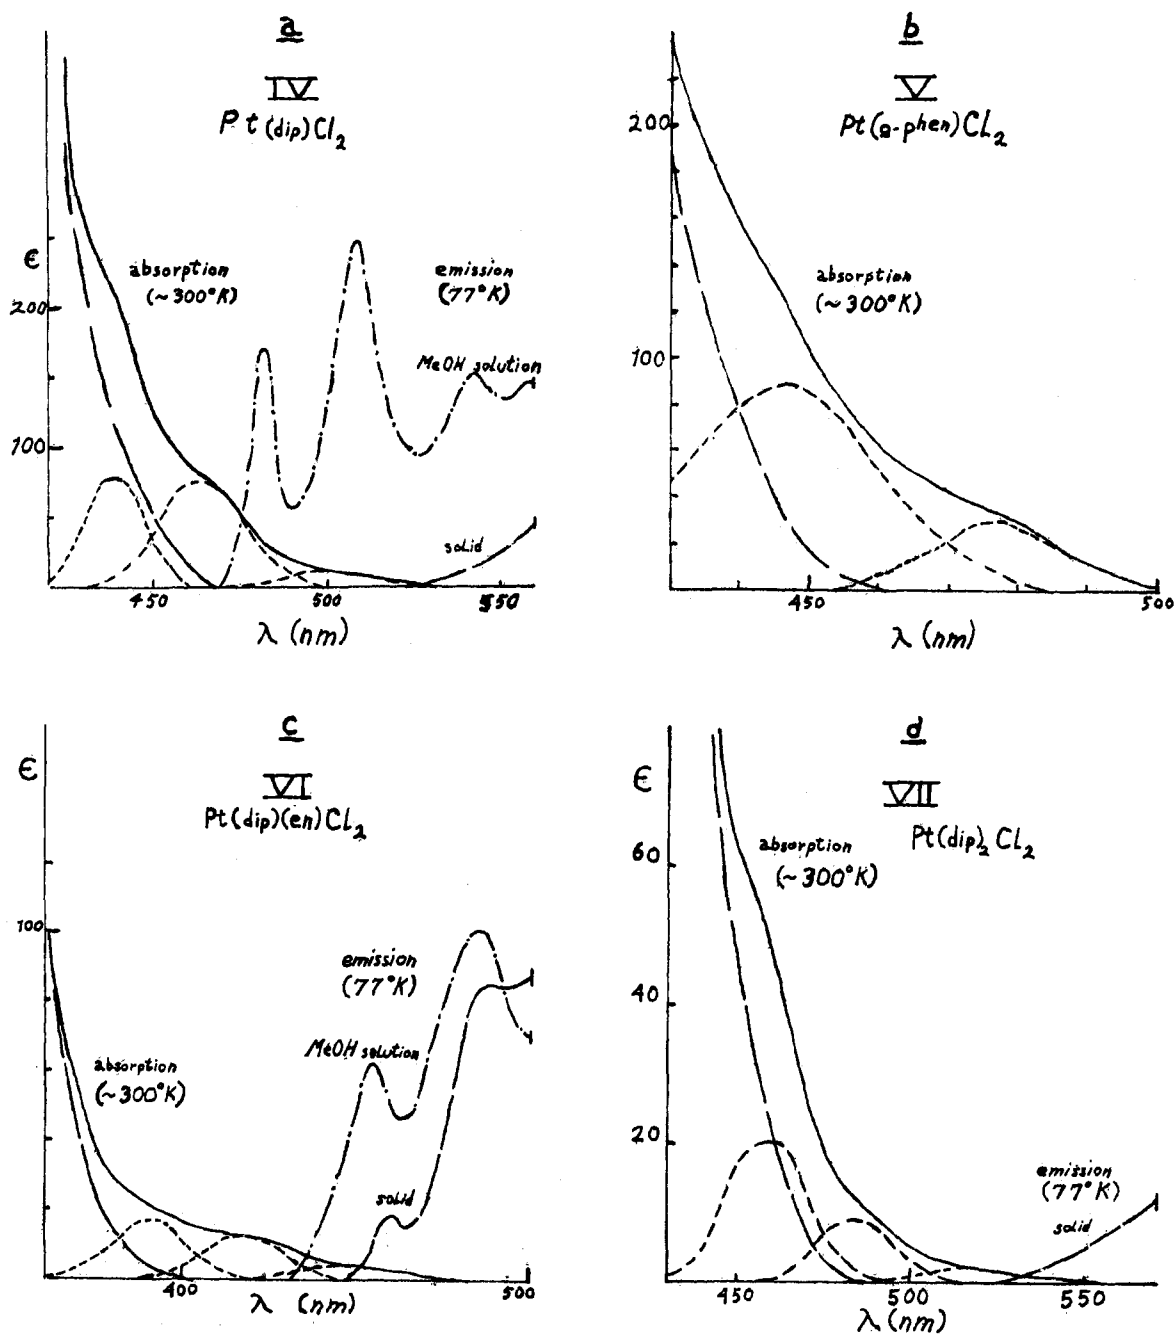 a
IV
Pt(dip)Cl2
ϵ
absorption
(~300°K)
emission
(77°K)
200
MeOH solution
100
solid
450 500 550
λ (nm)
b
V
Pt(o-phen)CL2
200
absorption
(~300°K)
100
450 500
λ (nm)
c
VI
Pt(dip)(en)Cl2
ϵ
100
emission
(77°K)
MeOH solution
absorption
(~300°K)
solid
400 500
λ (nm)
d
VII
Pt(dip)2Cl2
ϵ
absorption
(~300°K)
60
40
20
emission
(77°K)
solid
450 500 550
λ (nm)